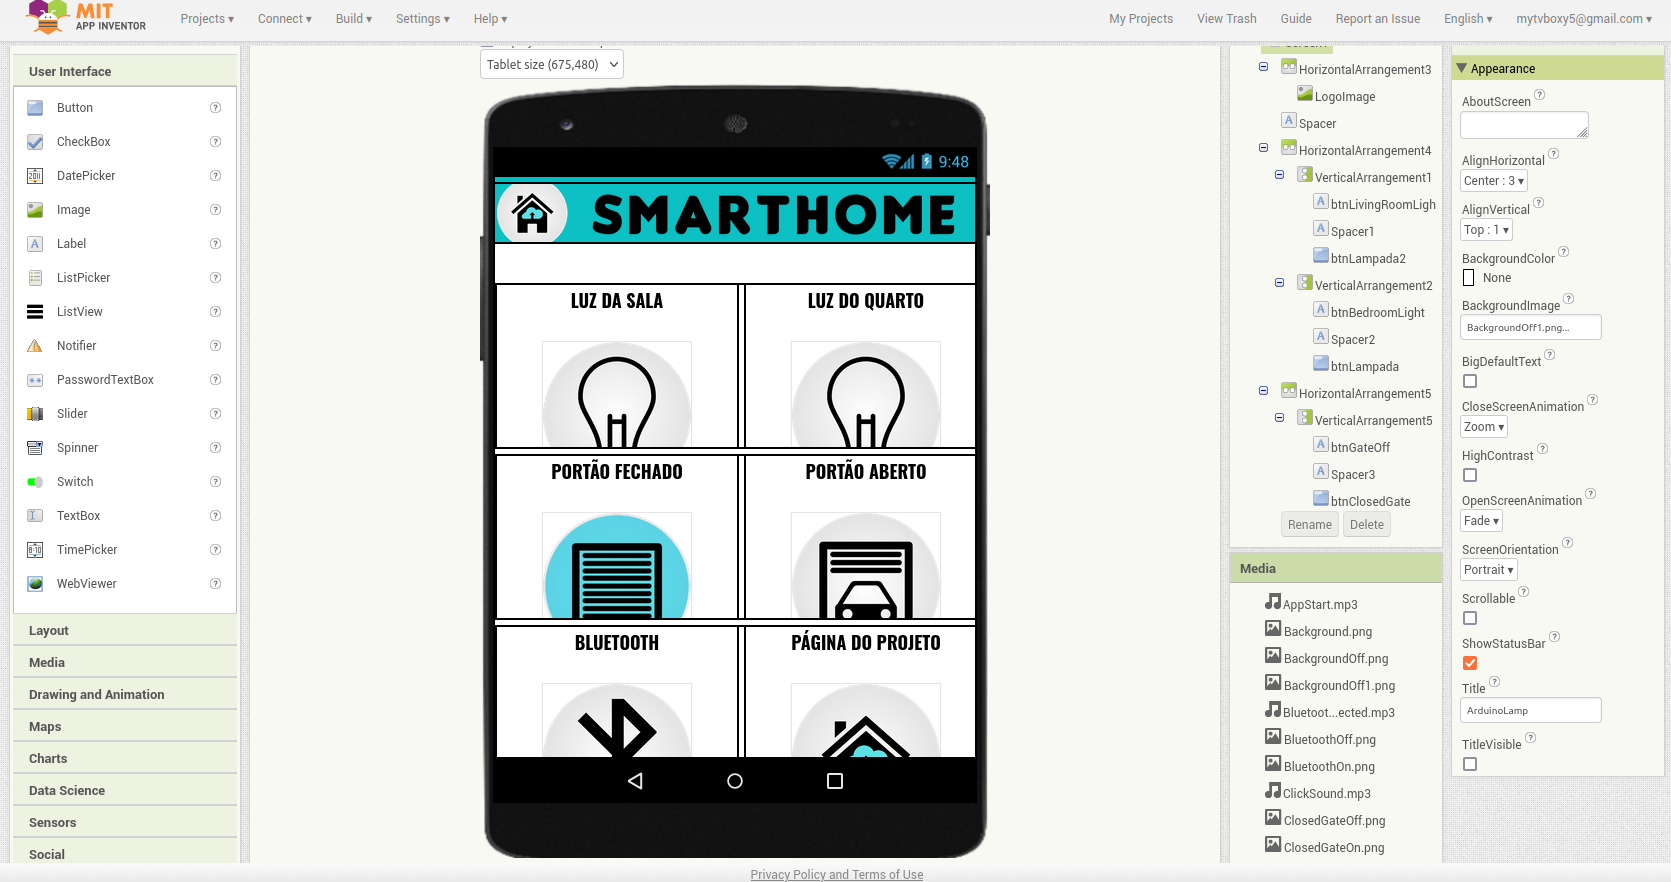 MIT
APP INVENTOR
Projects ▾
Connect ▾
Build ▾
Settings ▾
Help ▾
My Projects
View Trash
Guide
Report an Issue
English ▾
mytvboxy5@gmail.com ▾
User Interface
Button
CheckBox
DatePicker
Image
Label
ListPicker
ListView
Notifier
PasswordTextBox
Slider
Spinner
Switch
TextBox
TimePicker
WebViewer
Layout
Media
Drawing and Animation
Maps
Charts
Data Science
Sensors
Social
Tablet size (675,480)
9:48
SMARTHOME
LUZ DA SALA
LUZ DO QUARTO
PORTÃO FECHADO
PORTÃO ABERTO
BLUETOOTH
PÁGINA DO PROJETO
HorizontalArrangement3
LogoImage
Spacer
HorizontalArrangement4
VerticalArrangement1
btnLivingRoomLigh
Spacer1
btnLampada2
VerticalArrangement2
btnBedroomLight
Spacer2
btnLampada
HorizontalArrangement5
VerticalArrangement5
btnGateOff
Spacer3
btnClosedGate
Rename
Delete
Media
AppStart.mp3
Background.png
BackgroundOff.png
BackgroundOff1.png
Bluetoot...ected.mp3
BluetoothOff.png
BluetoothOn.png
ClickSound.mp3
ClosedGateOff.png
ClosedGateOn.png
Appearance
AboutScreen
AlignHorizontal
Center : 3 ▾
AlignVertical
Top : 1 ▾
BackgroundColor
None
BackgroundImage
BackgroundOff1.png...
BigDefaultText
CloseScreenAnimation
Zoom ▾
HighContrast
OpenScreenAnimation
Fade ▾
ScreenOrientation
Portrait ▾
Scrollable
ShowStatusBar
Title
ArduinoLamp
TitleVisible
Privacy Policy and Terms of Use